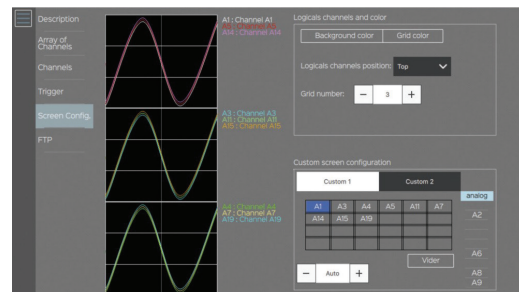 Description
Array of
Channels
Channels
Trigger
Screen Config.
FTP
A1 : Channel A1
A14 : Channel A14
A3 : Channel A3
A11 : Channel A11
A15 : Channel A15
A4 : Channel A4
A7 : Channel A7
A19 : Channel A19
Logicals channels and color
Background color
Grid color
Logicals channels position:
Top
Grid number:
−
3
+
Custom screen configuration
Custom 1
Custom 2
A1 A3 A4 A5 A11 A7
A14 A15 A19
analog
A2
A6
A8
A9
Vider
−
Auto
+